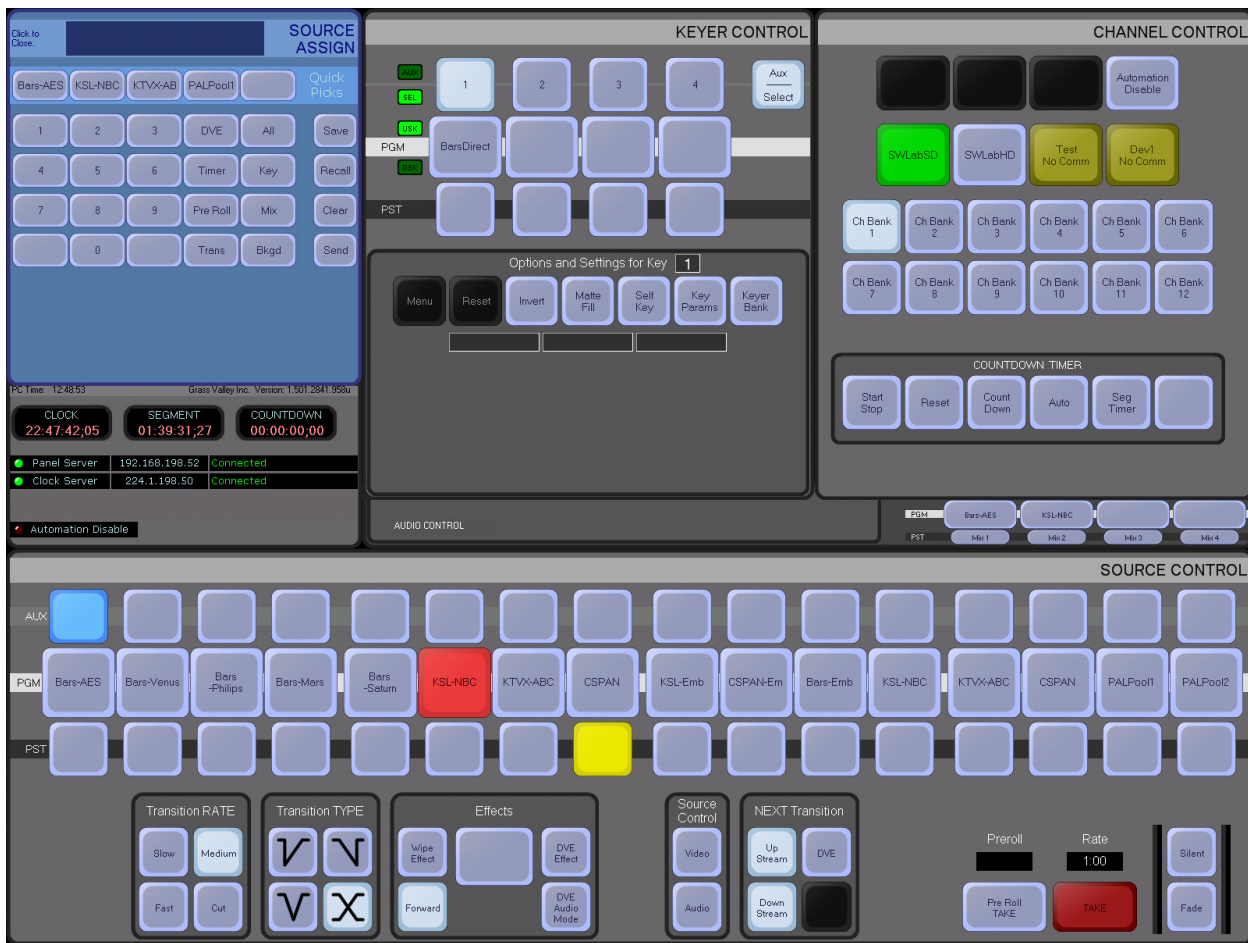 Click to
Close..
SOURCE
ASSIGN
Bars-AES KSL-NBC KTVX-AB PALPool1
Quick
Picks
1 2 3 DVE All Save
4 5 6 Timer Key Recall
7 8 9 Pre Roll Mix Clear
0 Trans Bkgd Send
PC Time: 12:48:53 Grass Valley Inc. Version: 1.501.2841.958u
CLOCK SEGMENT COUNTDOWN
22:47:42;05 01:39:31;27 00:00:00;00
Panel Server 192.168.198.52 Connected
Clock Server 224.1.198.50 Connected
Automation Disable
KEYER CONTROL
AUX
SEL
1 2 3 4
Aux
Select
USK
PGM
DSK
BarsDirect
PST
Options and Settings for Key 1
Menu Reset Invert
Matte
Fill
Self
Key
Key
Params
Keyer
Bank
AUDIO CONTROL
CHANNEL CONTROL
Automation
Disable
SWLabSD SWLabHD
Test
No Comm
Dev1
No Comm
Ch Bank
1
Ch Bank
2
Ch Bank
3
Ch Bank
4
Ch Bank
5
Ch Bank
6
Ch Bank
7
Ch Bank
8
Ch Bank
9
Ch Bank
10
Ch Bank
11
Ch Bank
12
COUNTDOWN TIMER
Start
Stop
Reset
Count
Down
Auto
Seg
Timer
PGM Bars-AES KSL-NBC
PST Mix 1 Mix 2 Mix 3 Mix 4
SOURCE CONTROL
AUX
PGM Bars-AES Bars-Venus
Bars
-Philips
Bars-Mars
Bars
-Saturn
KSL-NBC KTVX-ABC CSPAN KSL-Emb CSPAN-Em Bars-Emb KSL-NBC KTVX-ABC CSPAN PALPool1 PALPool2
PST
Transition RATE
Slow Medium
Fast Cut
Transition TYPE
Effects
Wipe
Effect
DVE
Effect
Forward
DVE
Audio
Mode
Source
Control
Video
Audio
NEXT Transition
Up
Stream
DVE
Down
Stream
Preroll Rate
1:00
Pre Roll
TAKE
TAKE
Silent
Fade